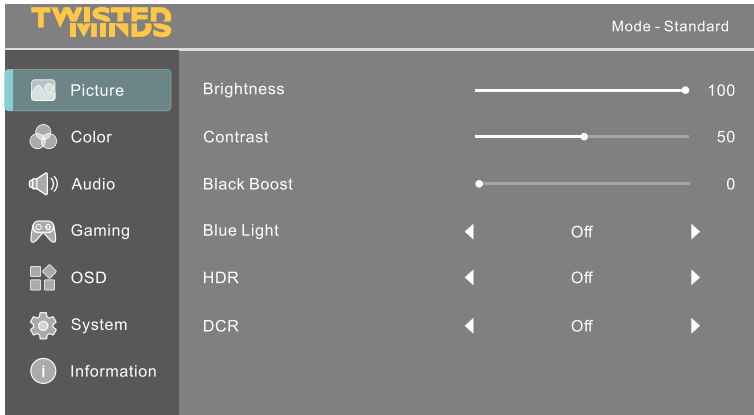 TWISTED
MINDS
Mode - Standard
Picture
Color
Audio
Gaming
OSD
System
Information
Brightness 100
Contrast 50
Black Boost 0
Blue Light Off
HDR Off
DCR Off